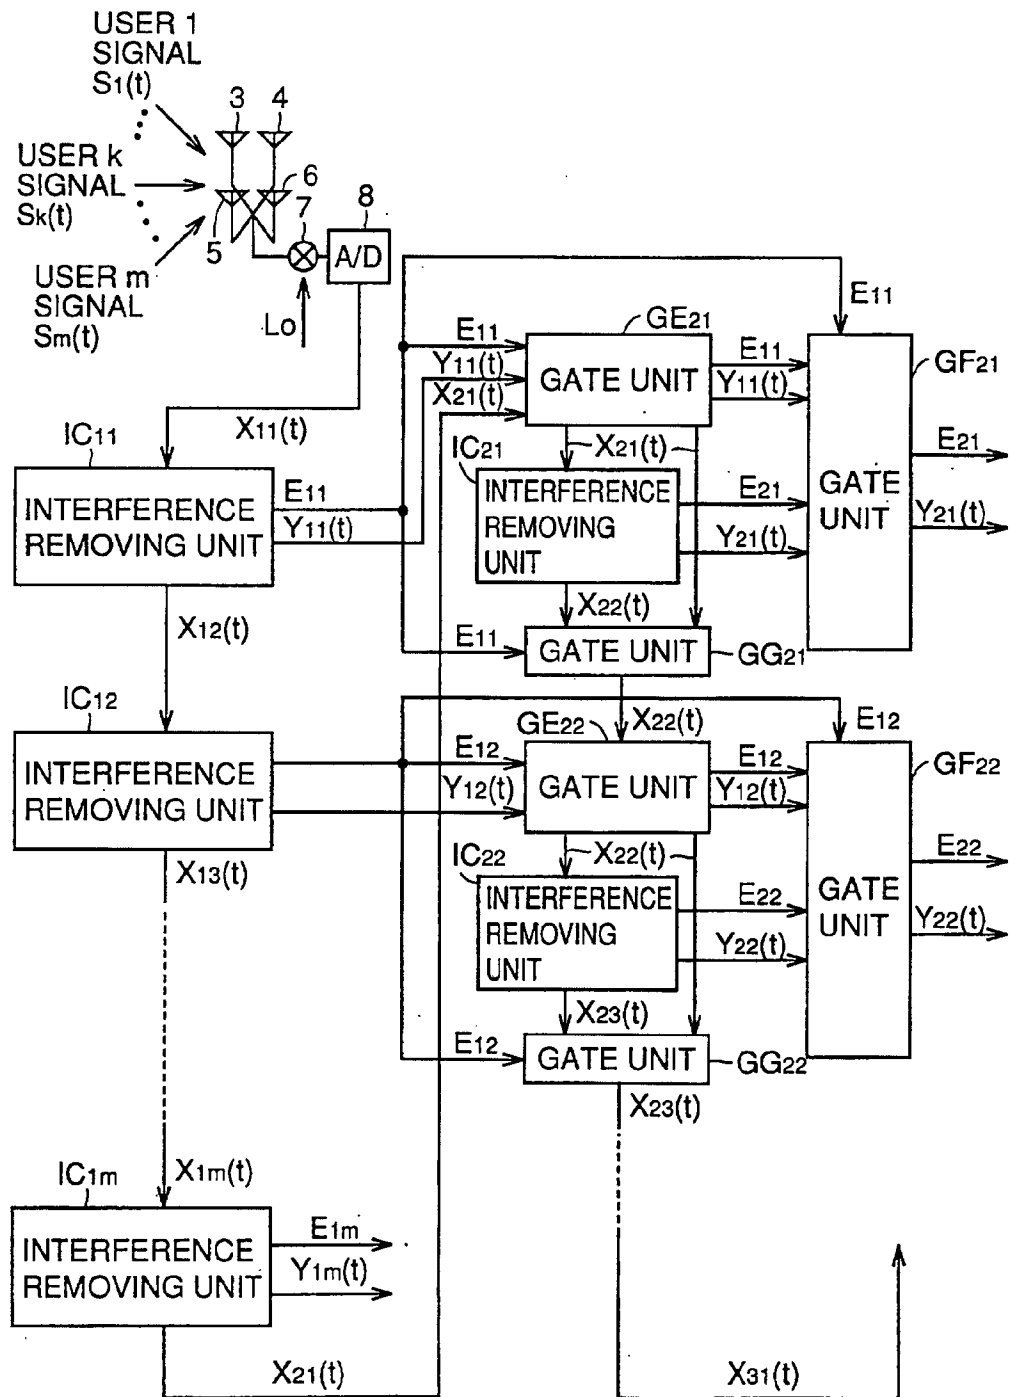 USER 1
SIGNAL
S1(t)
3 4
USER k
SIGNAL
Sk(t)
5
6
7
8
A/D
USER m
SIGNAL
Sm(t)
Lo
X11(t)
IC11
INTERFERENCE
REMOVING UNIT
E11
Y11(t)
X12(t)
IC12
INTERFERENCE
REMOVING UNIT
X13(t)
IC1m
X1m(t)
INTERFERENCE
REMOVING UNIT
E1m
Y1m(t)
X21(t)
E11
Y11(t)
X21(t)
GE21
GATE UNIT
E11
Y11(t)
E11
GF21
GATE
UNIT
E21
Y21(t)
X21(t)
IC21
INTERFERENCE
REMOVING
UNIT
E21
Y21(t)
X22(t)
E11
GATE UNIT
GG21
X22(t)
GE22
E12
Y12(t)
GATE UNIT
E12
Y12(t)
E12
GF22
GATE
UNIT
E22
Y22(t)
X22(t)
IC22
INTERFERENCE
REMOVING
UNIT
E22
Y22(t)
X23(t)
E12
GATE UNIT
GG22
X23(t)
X31(t)